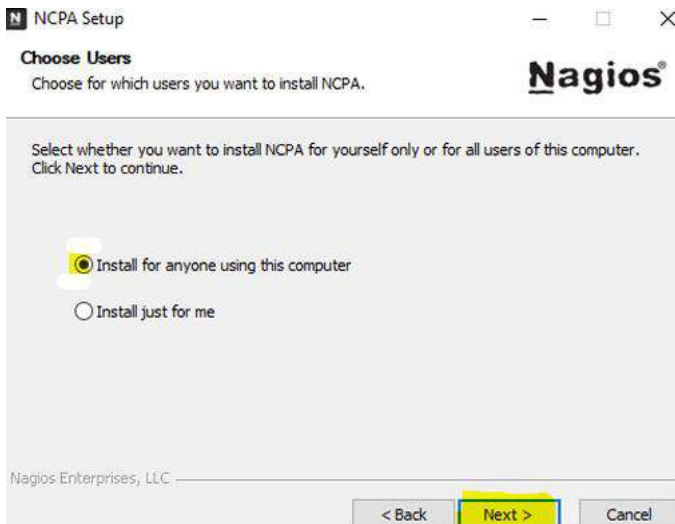 NCPA Setup
Choose Users
Choose for which users you want to install NCPA.
Nagios®
Select whether you want to install NCPA for yourself only or for all users of this computer.
Click Next to continue.
Install for anyone using this computer
Install just for me
Nagios Enterprises, LLC
< Back Next > Cancel